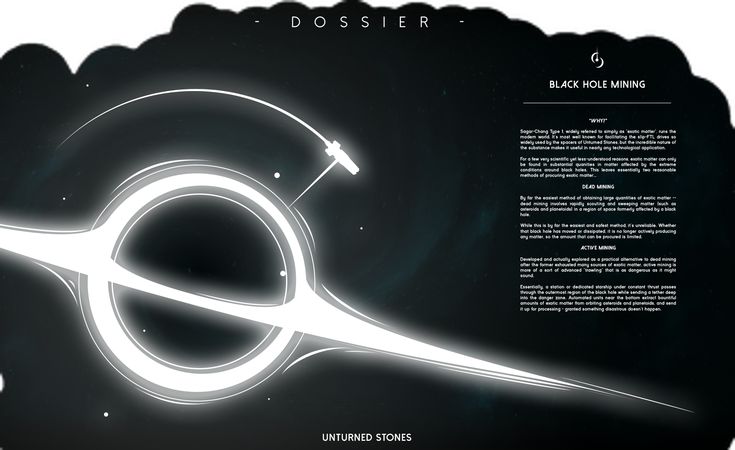 - DOSSIER -
BLACK HOLE MINING
"WHY?"
Sagar-Chang Type 1, widely referred to simply as 'exotic matter', runs the
modern world. It's most well known for facilitating the slip-FTL drives so
widely used by the spacers of Unturned Stones, but the incredible nature of
the substance makes it useful in nearly any technological application.
For a few very scientific yet less-understood reasons, exotic matter can only
be found in substantial quantities in matter affected by the extreme
conditions around black holes. This leaves essentially two reasonable
methods of procuring exotic matter...
DEAD MINING
By far the easiest method of obtaining large quantities of exotic matter --
dead mining involves rapidly scouting and sweeping matter (such as
asteroids and planetoids) in a region of space formerly affected by a black
hole.
While this is by far the easiest and safest method, it's unreliable. Whether
that black hole has moved or dissipated, it is no longer actively producing
any matter, so the amount that can be procured is limited.
ACTIVE MINING
Developed and actually explored as a practical alternative to dead mining
after the former exhausted many sources of exotic matter, active mining is
more of a sort of advanced 'trawling' that is as dangerous as it might
sound.
Essentially, a station or dedicated starship under constant thrust passes
through the outermost region of the black hole while sending a tether deep
into the danger zone. Automated units near the bottom extract bountiful
amounts of exotic matter from orbiting asteroids and planetoids, and send
it up for processing - granted something disastrous doesn't happen.
UNTURNED STONES